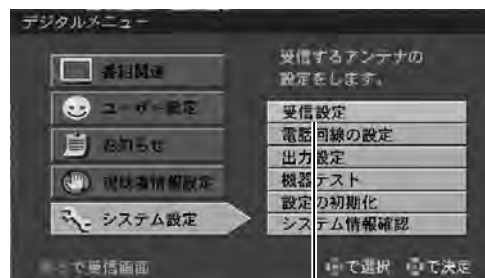 デジタルメニュー
番組関連
ユーザー設定
お知らせ
視聴者情報設定
システム設定
受信するアンテナの
設定をします。
受信設定
電話回線の設定
出力設定
機器テスト
設定の初期化
システム情報確認
で受信画面
で選択 で決定